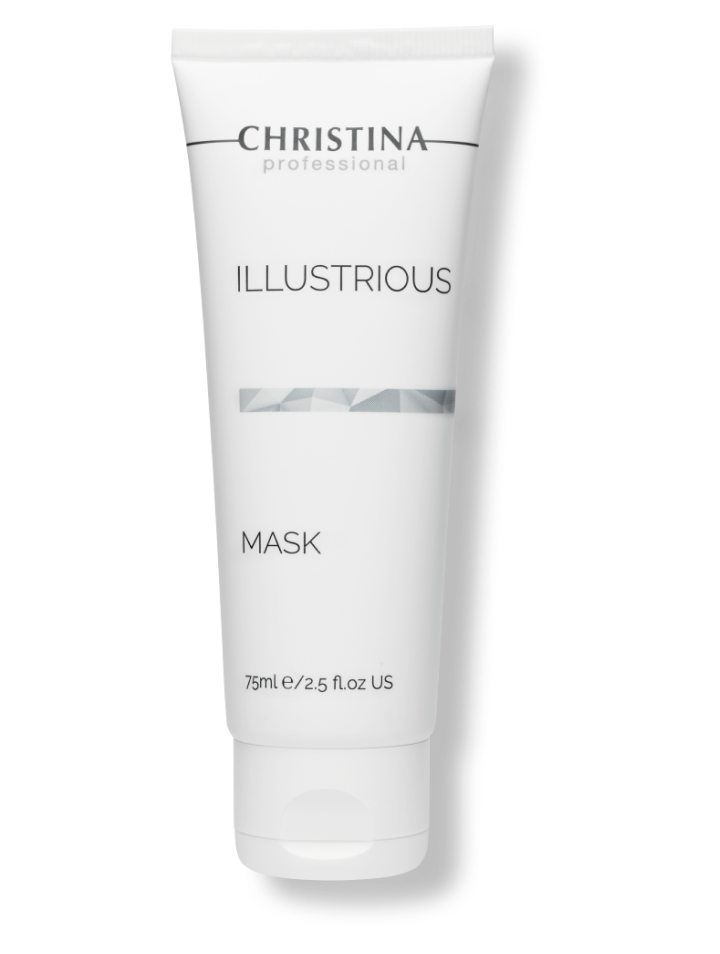 CHRISTINA
professional
ILLUSTRIOUS
MASK
75ml ℮/2.5 fl.oz US